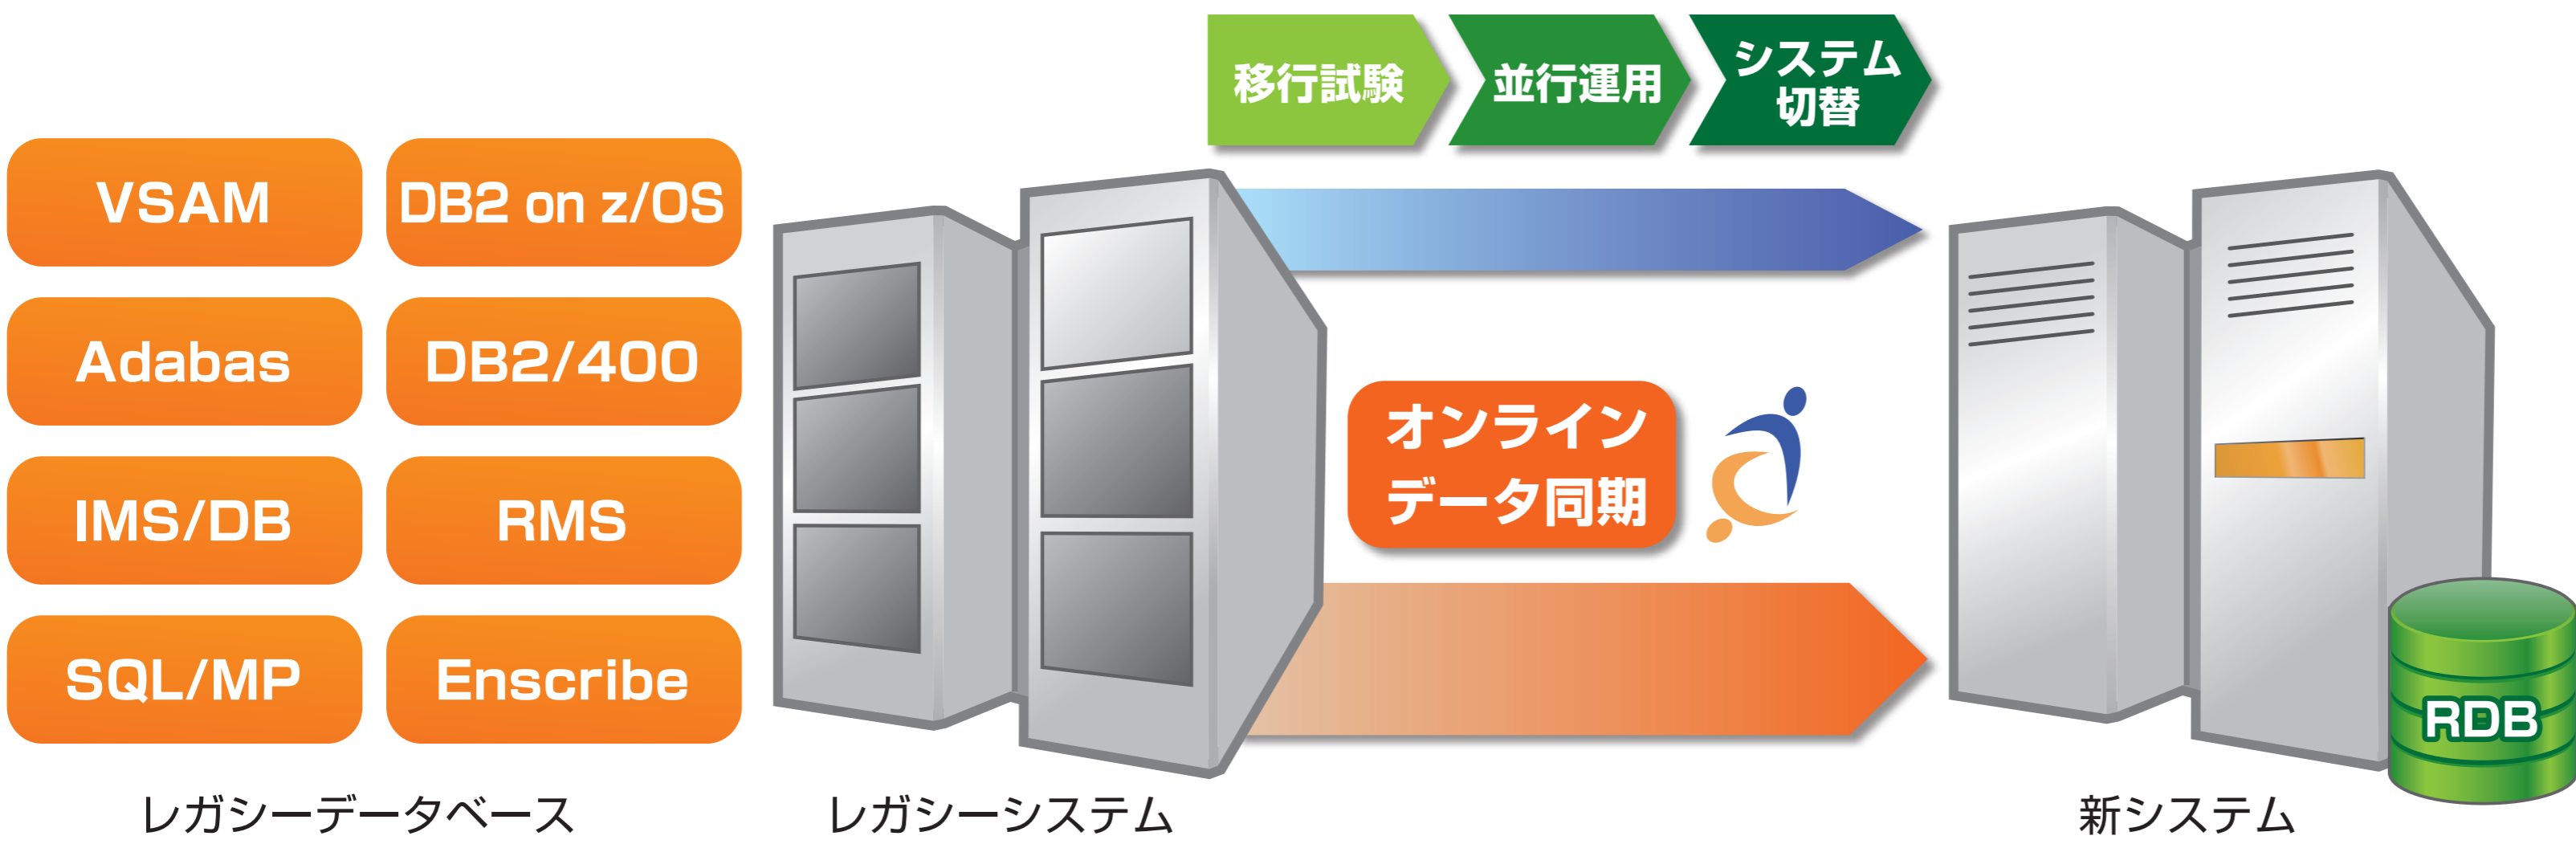 移行試験
並行運用
システム
切替
VSAM
DB2 on z/OS
Adabas
DB2/400
IMS/DB
RMS
SQL/MP
Enscribe
オンライン
データ同期
RDB
レガシーデータベース
レガシーシステム
新システム